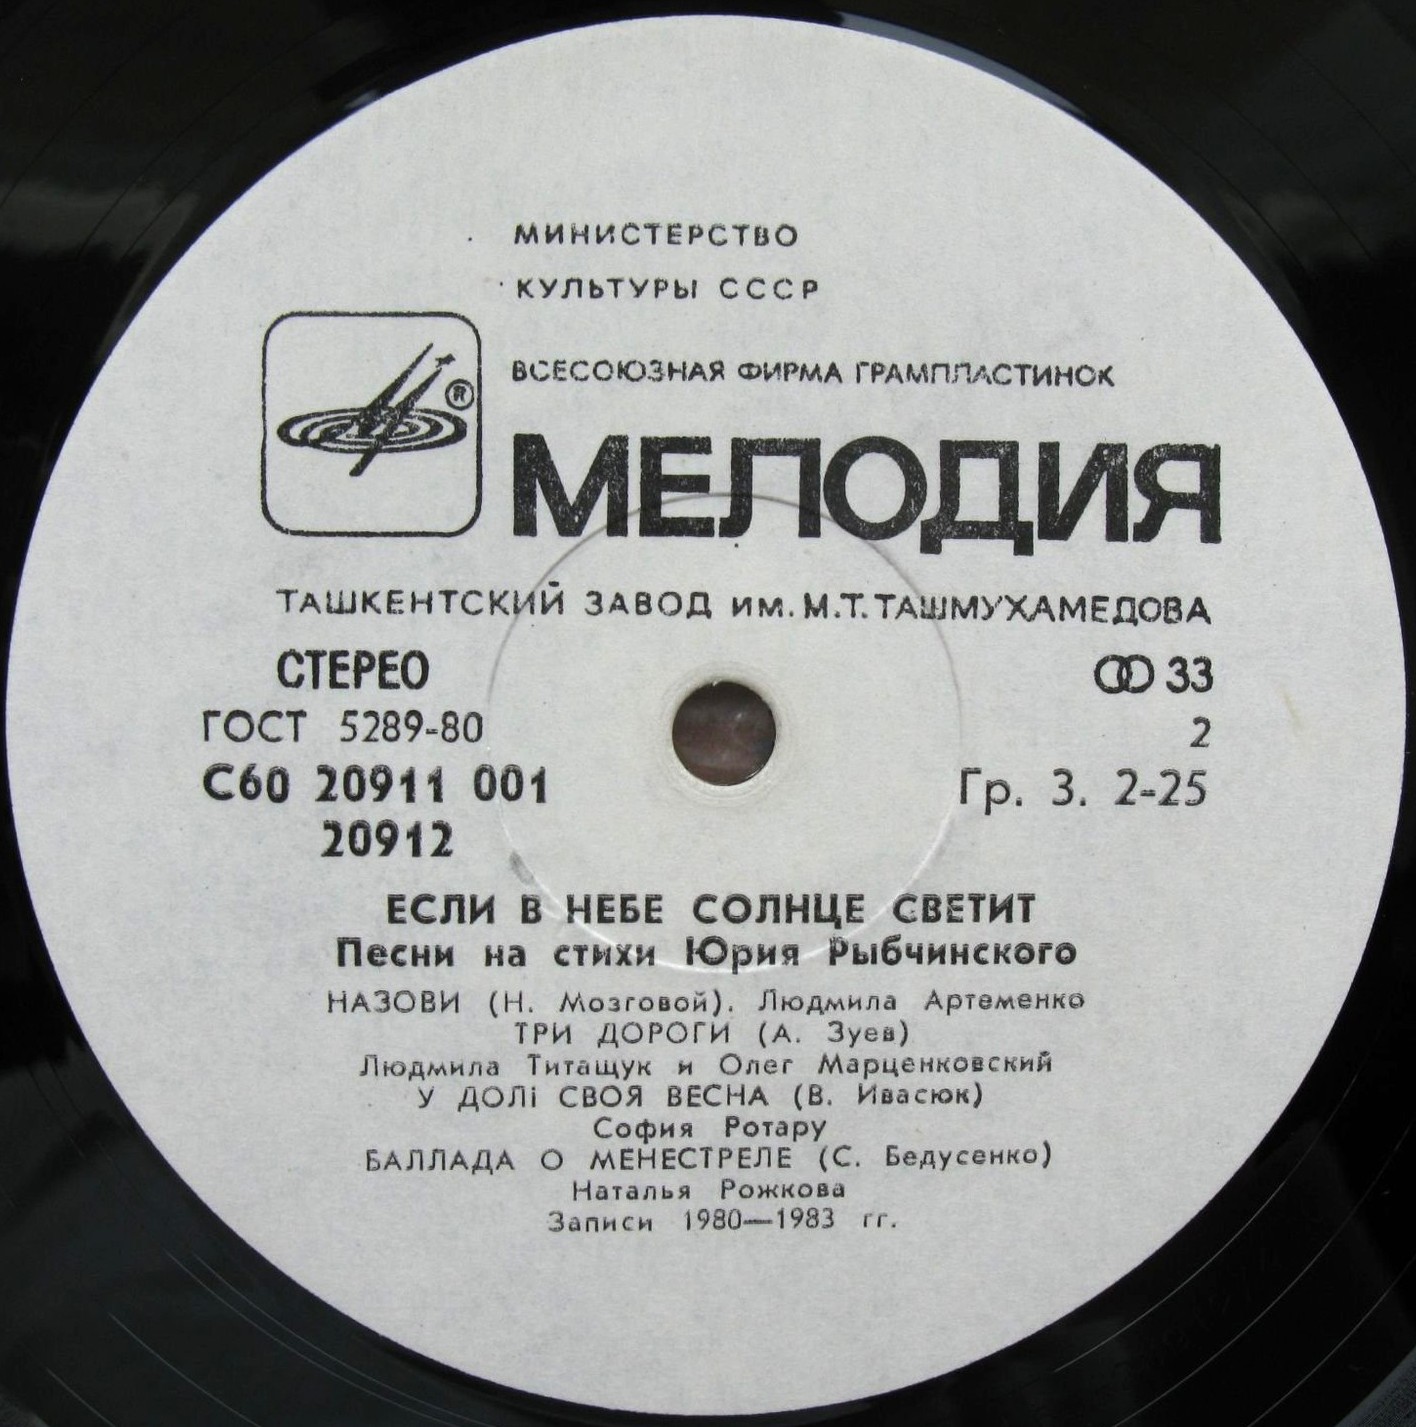 МИНИСТЕРСТВО
КУЛЬТУРЫ СССР
ВСЕСОЮЗНАЯ ФИРМА ГРАМПЛАСТИНОК
®
МЕЛОДИЯ
ТАШКЕНТСКИЙ ЗАВОД ИМ. М.Т. ТАШМУХАМЕДОВА
СТЕРЕО 33
ГОСТ 5289-80 2
С60 20911 001 Гр. 3. 2-25
20912
ЕСЛИ В НЕБЕ СОЛНЦЕ СВЕТИТ
Песни на стихи Юрия Рыбчинского
НАЗОВИ (Н. Мозговой). Людмила Артеменко
ТРИ ДОРОГИ (А. Зуев)
Людмила Титащук и Олег Марценковский
У ДОЛі СВОЯ ВЕСНА (В. Ивасюк)
София Ротару
БАЛЛАДА О МЕНЕСТРЕЛЕ (С. Бедусенко)
Наталья Рожкова
Записи 1980—1983 гг.